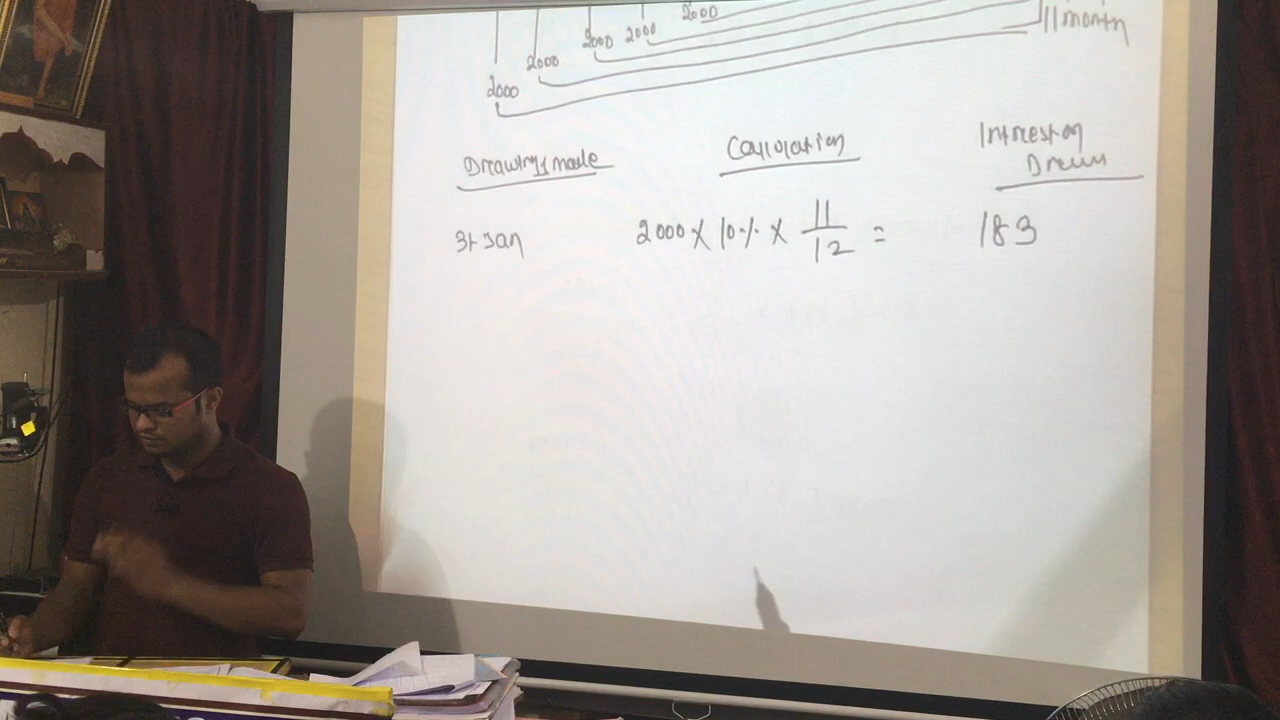 2000
2000 2000
2000
2000
11 month
Drawings made
Calculation
Interest on
Draw
31 Jan
2000 X 10% X 11/12 =
183